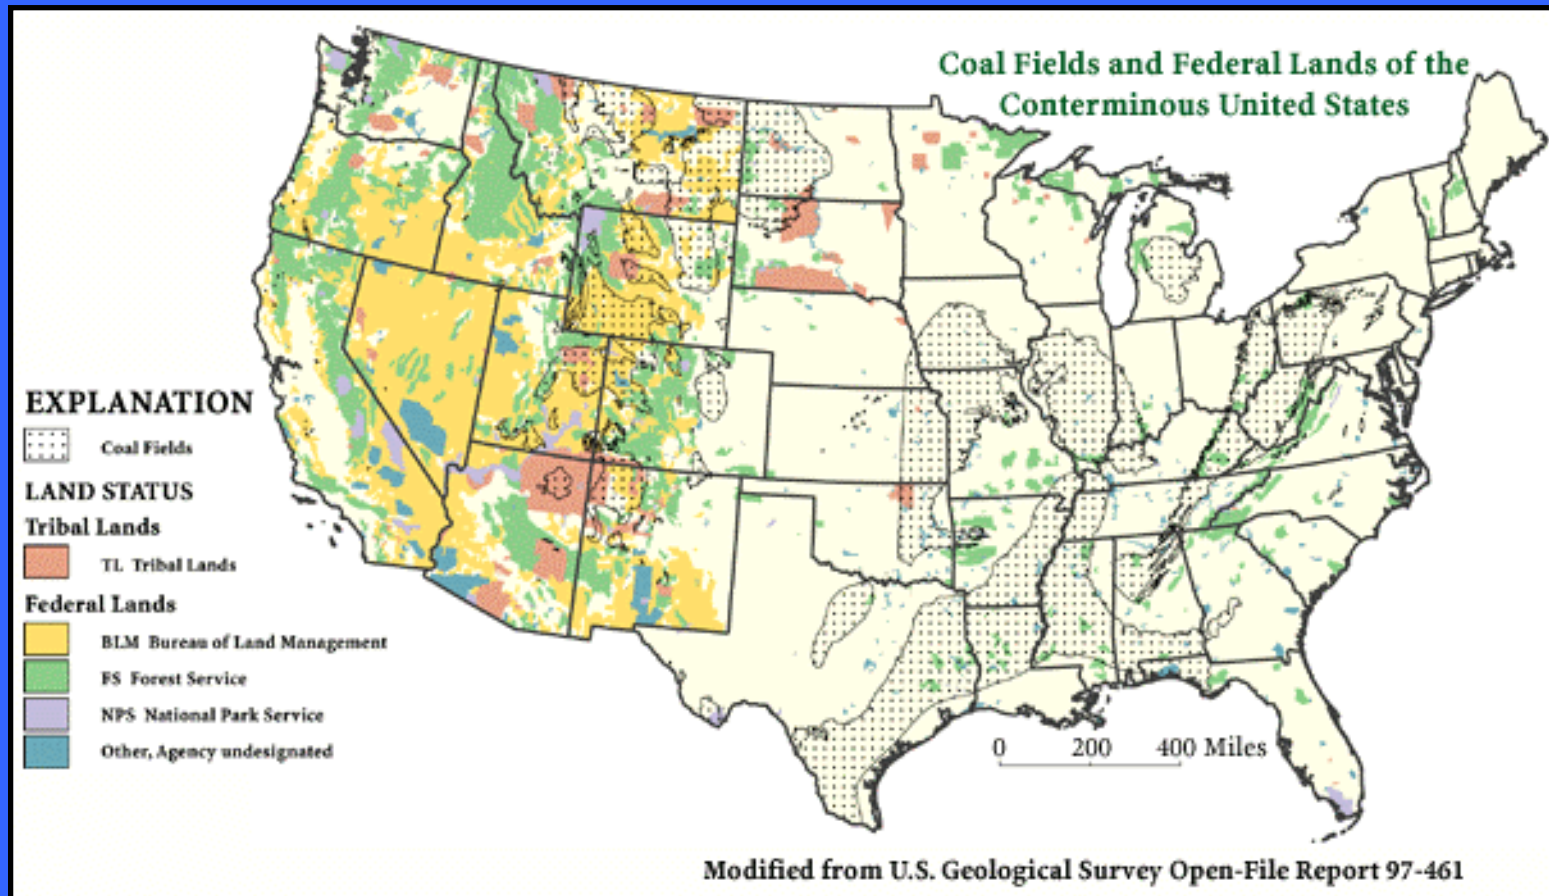 Coal Fields and Federal Lands of the
Conterminous United States
EXPLANATION
Coal Fields
LAND STATUS
Tribal Lands
TL Tribal Lands
Federal Lands
BLM Bureau of Land Management
FS Forest Service
NPS National Park Service
Other, Agency undesignated
0 200 400 Miles
Modified from U.S. Geological Survey Open-File Report 97-461